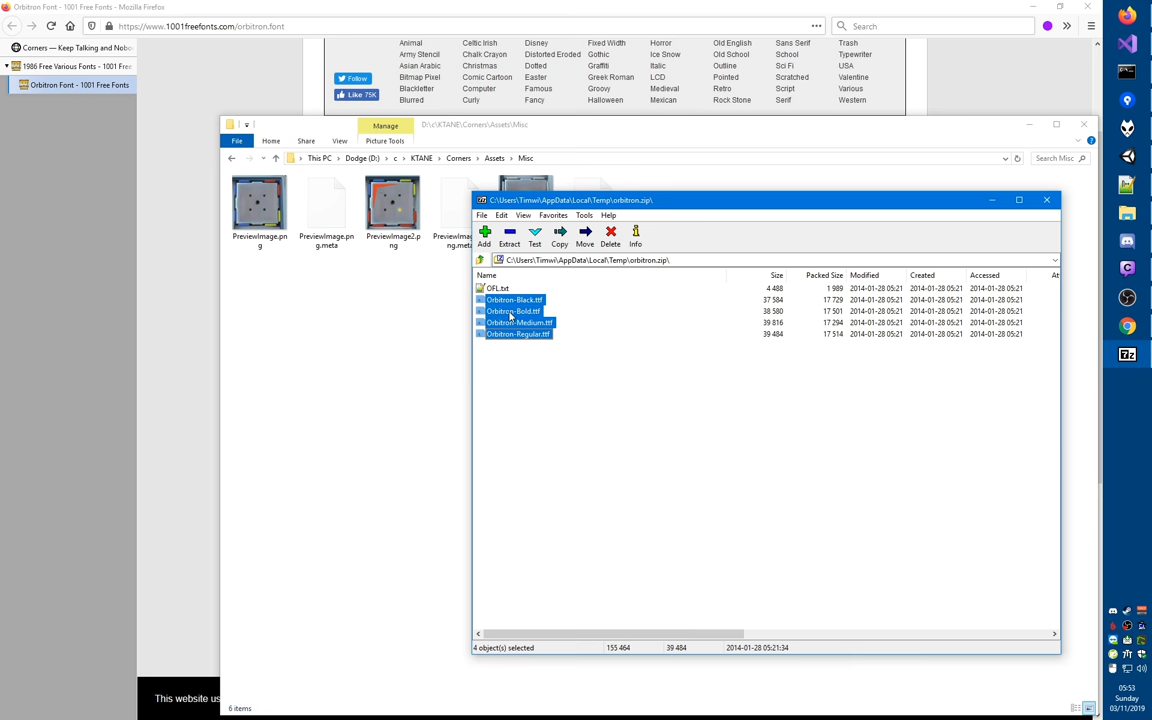 Orbitron Font - 1001 Free Fonts - Mozilla Firefox
https://www.1001freefonts.com/orbitron.font
Search
Corners — Keep Talking and Nobo
1986 Free Various Fonts - 1001 Free
Orbitron Font - 1001 Free Fonts
Follow
Like 75K
Animal Celtic Irish Disney Fixed Width Horror Old English Sans Serif Trash
Army Stencil Chalk Crayon Distorted Eroded Gothic Ice Snow Old School School Typewriter
Asian Arabic Christmas Dotted Graffiti Italic Outline Sci Fi USA
Bitmap Pixel Comic Cartoon Easter Greek Roman LCD Pointed Scratched Valentine
Blackletter Computer Famous Groovy Medieval Retro Script Various
Blurred Curly Fancy Halloween Mexican Rock Stone Serif Western
Manage D:\c\KTANE\Corners\Assets\Misc
File Home Share View Picture Tools
This PC Dodge (D:) c KTANE Corners Assets Misc
Search Misc
PreviewImage.pn
g
PreviewImage.pn
g.meta
PreviewImage2.p
ng
PreviewImag
ng.meta
C:\Users\Timwi\AppData\Local\Temp\orbitron.zip\
File Edit View Favorites Tools Help
Add Extract Test Copy Move Delete Info
C:\Users\Timwi\AppData\Local\Temp\orbitron.zip\
Name Size Packed Size Modified Created Accessed At
OFL.txt 4 488 1 989 2014-01-28 05:21 2014-01-28 05:21 2014-01-28 05:21
Orbitron-Black.ttf 37 584 17 729 2014-01-28 05:21 2014-01-28 05:21 2014-01-28 05:21
Orbitron-Bold.ttf 38 580 17 501 2014-01-28 05:21 2014-01-28 05:21 2014-01-28 05:21
Orbitron-Medium.ttf 39 816 17 294 2014-01-28 05:21 2014-01-28 05:21 2014-01-28 05:21
Orbitron-Regular.ttf 39 484 17 514 2014-01-28 05:21 2014-01-28 05:21 2014-01-28 05:21
4 object(s) selected 155 464 39 484 2014-01-28 05:21:34
This website us
6 items
05:53
Sunday
03/11/2019